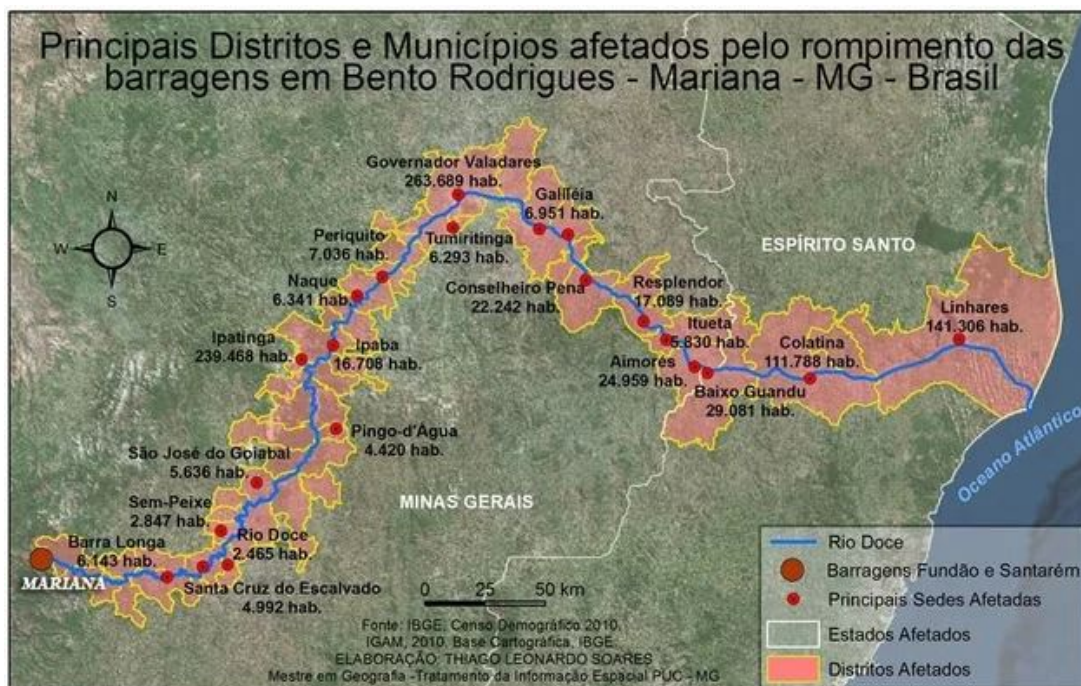 Principais Distritos e Municípios afetados pelo rompimento das
barragens em Bento Rodrigues - Mariana - MG - Brasil
N
W
E
S
Governador Valadares
263.689 hab.
Galiléia
6.951 hab.
Periquito
7.036 hab.
Tumiritinga
6.293 hab.
ESPÍRITO SANTO
Naque
6.341 hab.
Conselheiro Pena
22.242 hab.
Resplendor
17.089 hab.
Linhares
141.306 hab.
Ipatinga
239.468 hab.
Ipaba
16.708 hab.
Itueta
5.830 hab.
Colatina
111.788 hab.
Aimorés
24.959 hab.
Baixo Guandu
29.081 hab.
Pingo-d'Água
4.420 hab.
São José do Goiabal
5.636 hab.
Oceano Atlântico
MINAS GERAIS
Sem-Peixe
2.847 hab.
Rio Doce
2.465 hab.
Barra Longa
6.143 hab.
MARIANA
Santa Cruz do Escalvado
4.992 hab.
0 25 50 km
Fonte: IBGE, Censo Demográfico 2010,
IGAM, 2010, Base Cartográfica, IBGE.
ELABORAÇÃO: THIAGO LEONARDO SOARES
Mestre em Geografia -Tratamento da Informação Espacial PUC - MG
Rio Doce
Barragens Fundão e Santarém
Principais Sedes Afetadas
Estados Afetados
Distritos Afetados